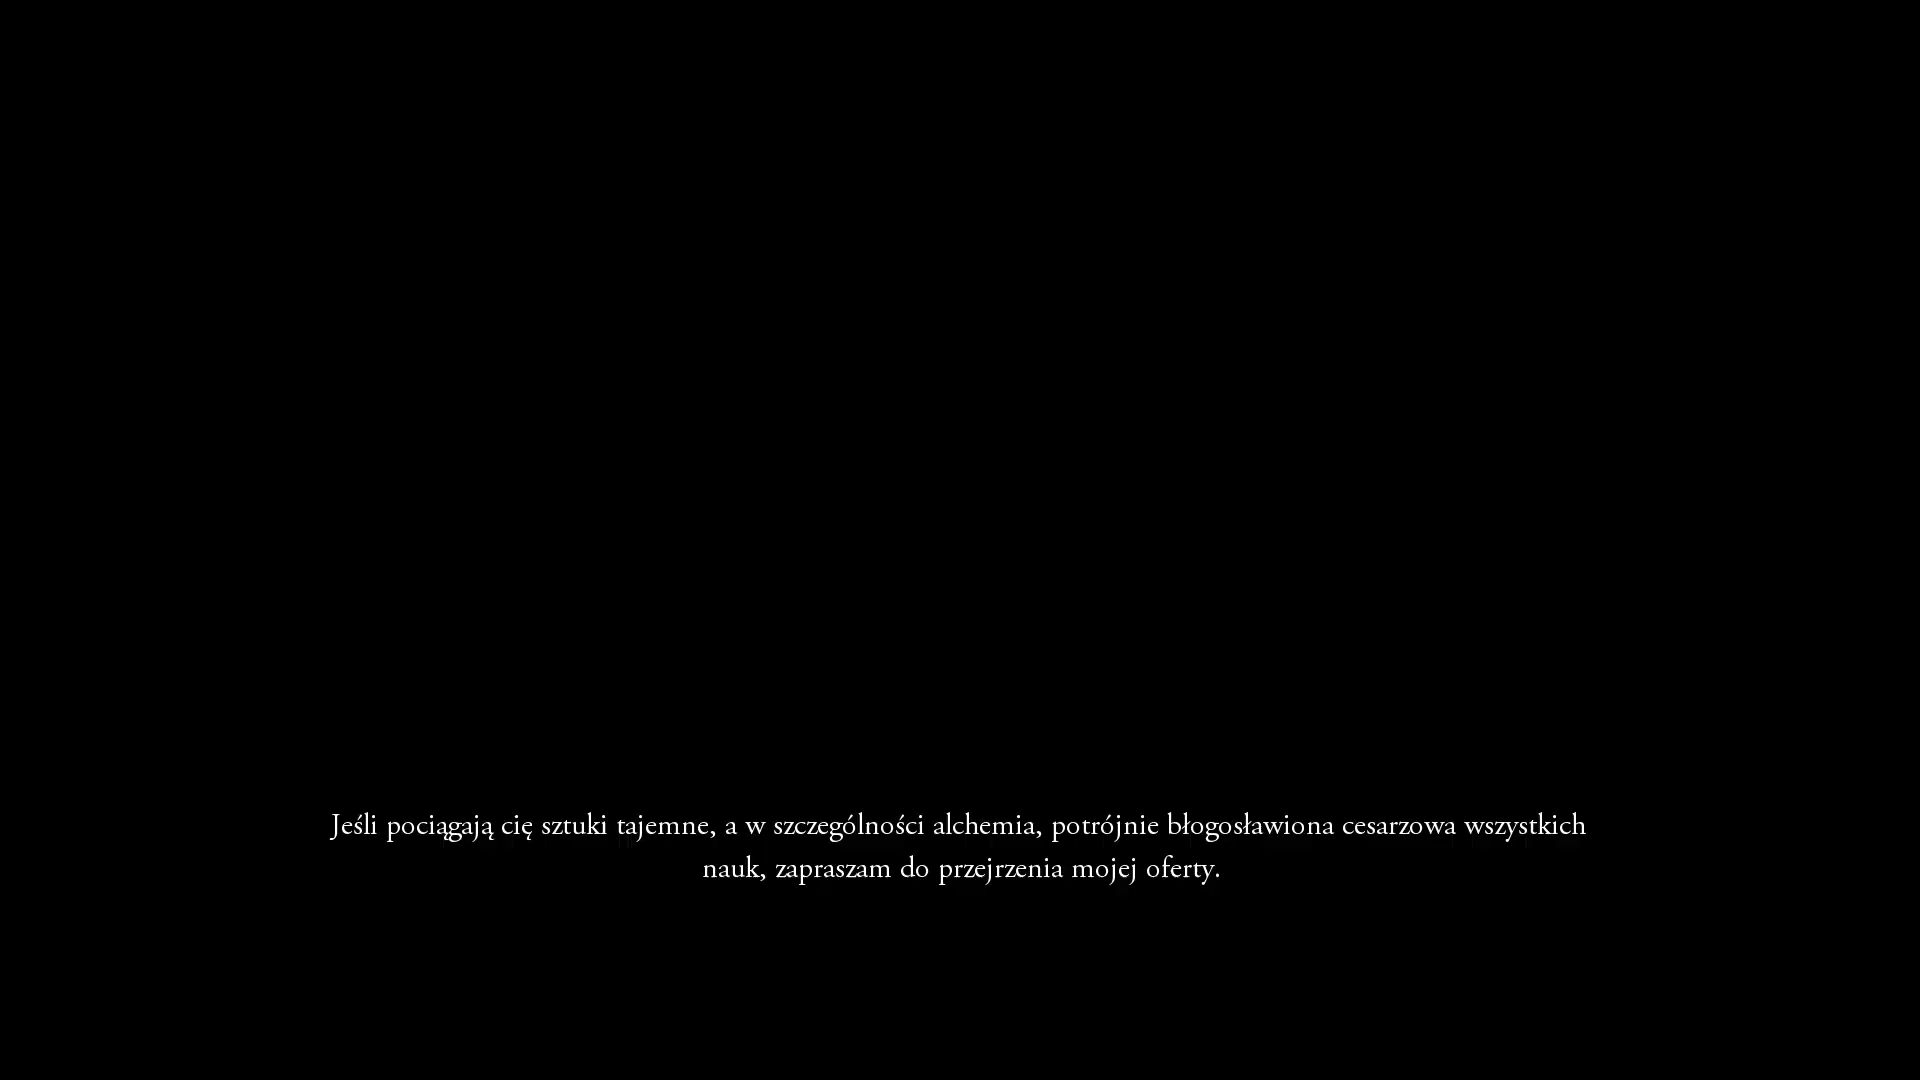 Jeśli pociągają cię sztuki tajemne, a w szczególności alchemia, potrójnie błogosławiona cesarzowa wszystkich
nauk, zapraszam do przejrzenia mojej oferty.